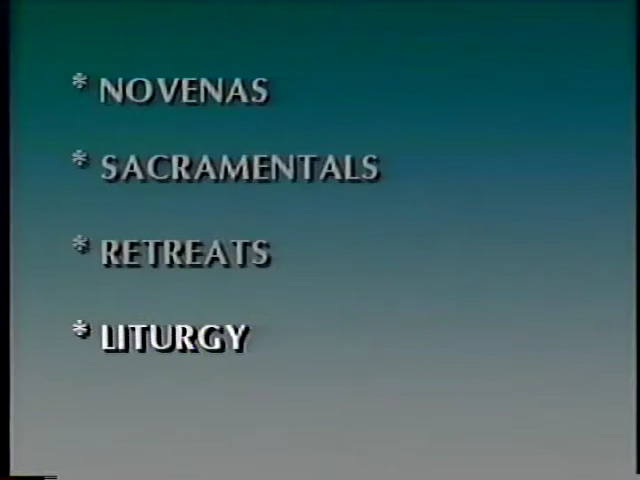 * NOVENAS
* SACRAMENTALS
* RETREATS
* LITURGY